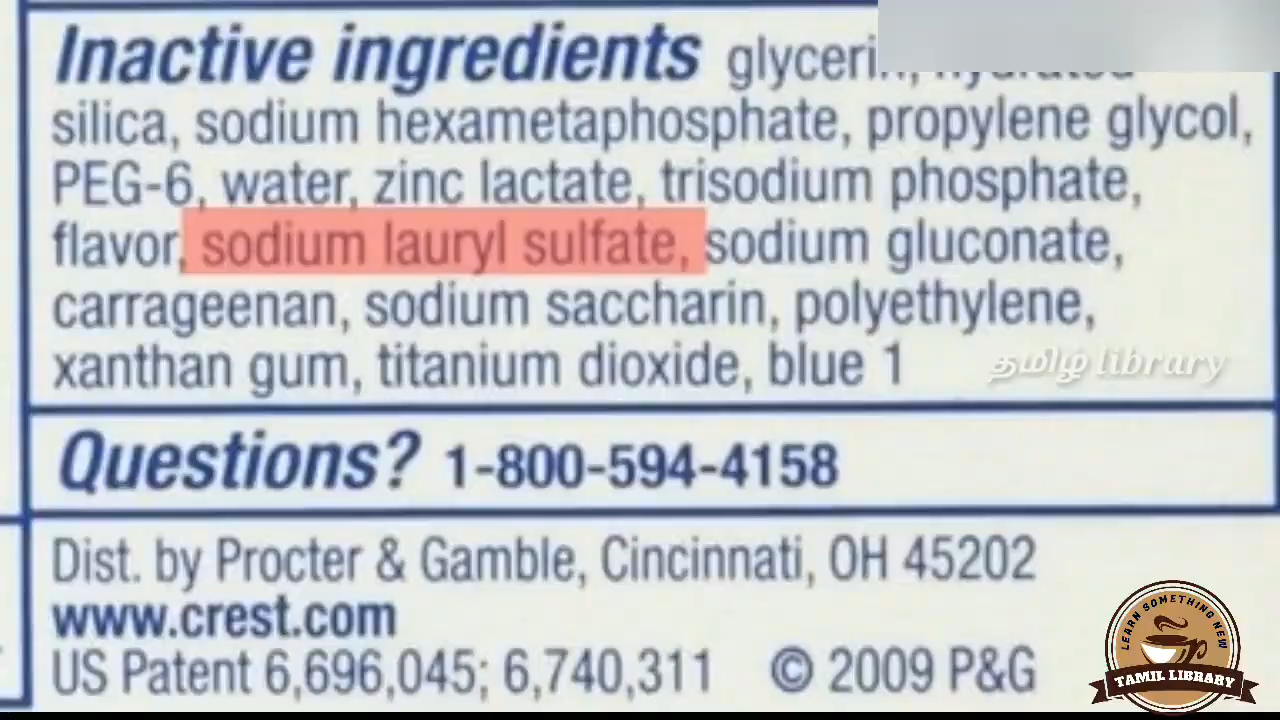 Inactive ingredients glycerin, hydrated
silica, sodium hexametaphosphate, propylene glycol,
PEG-6, water, zinc lactate, trisodium phosphate,
flavor, sodium lauryl sulfate, sodium gluconate,
carrageenan, sodium saccharin, polyethylene,
xanthan gum, titanium dioxide, blue 1
தமிழ் library
Questions? 1-800-594-4158
Dist. by Procter & Gamble, Cincinnati, OH 45202
www.crest.com
US Patent 6,696,045; 6,740,311 © 2009 P&G
LEARN SOMETHING NEW
TAMIL LIBRARY